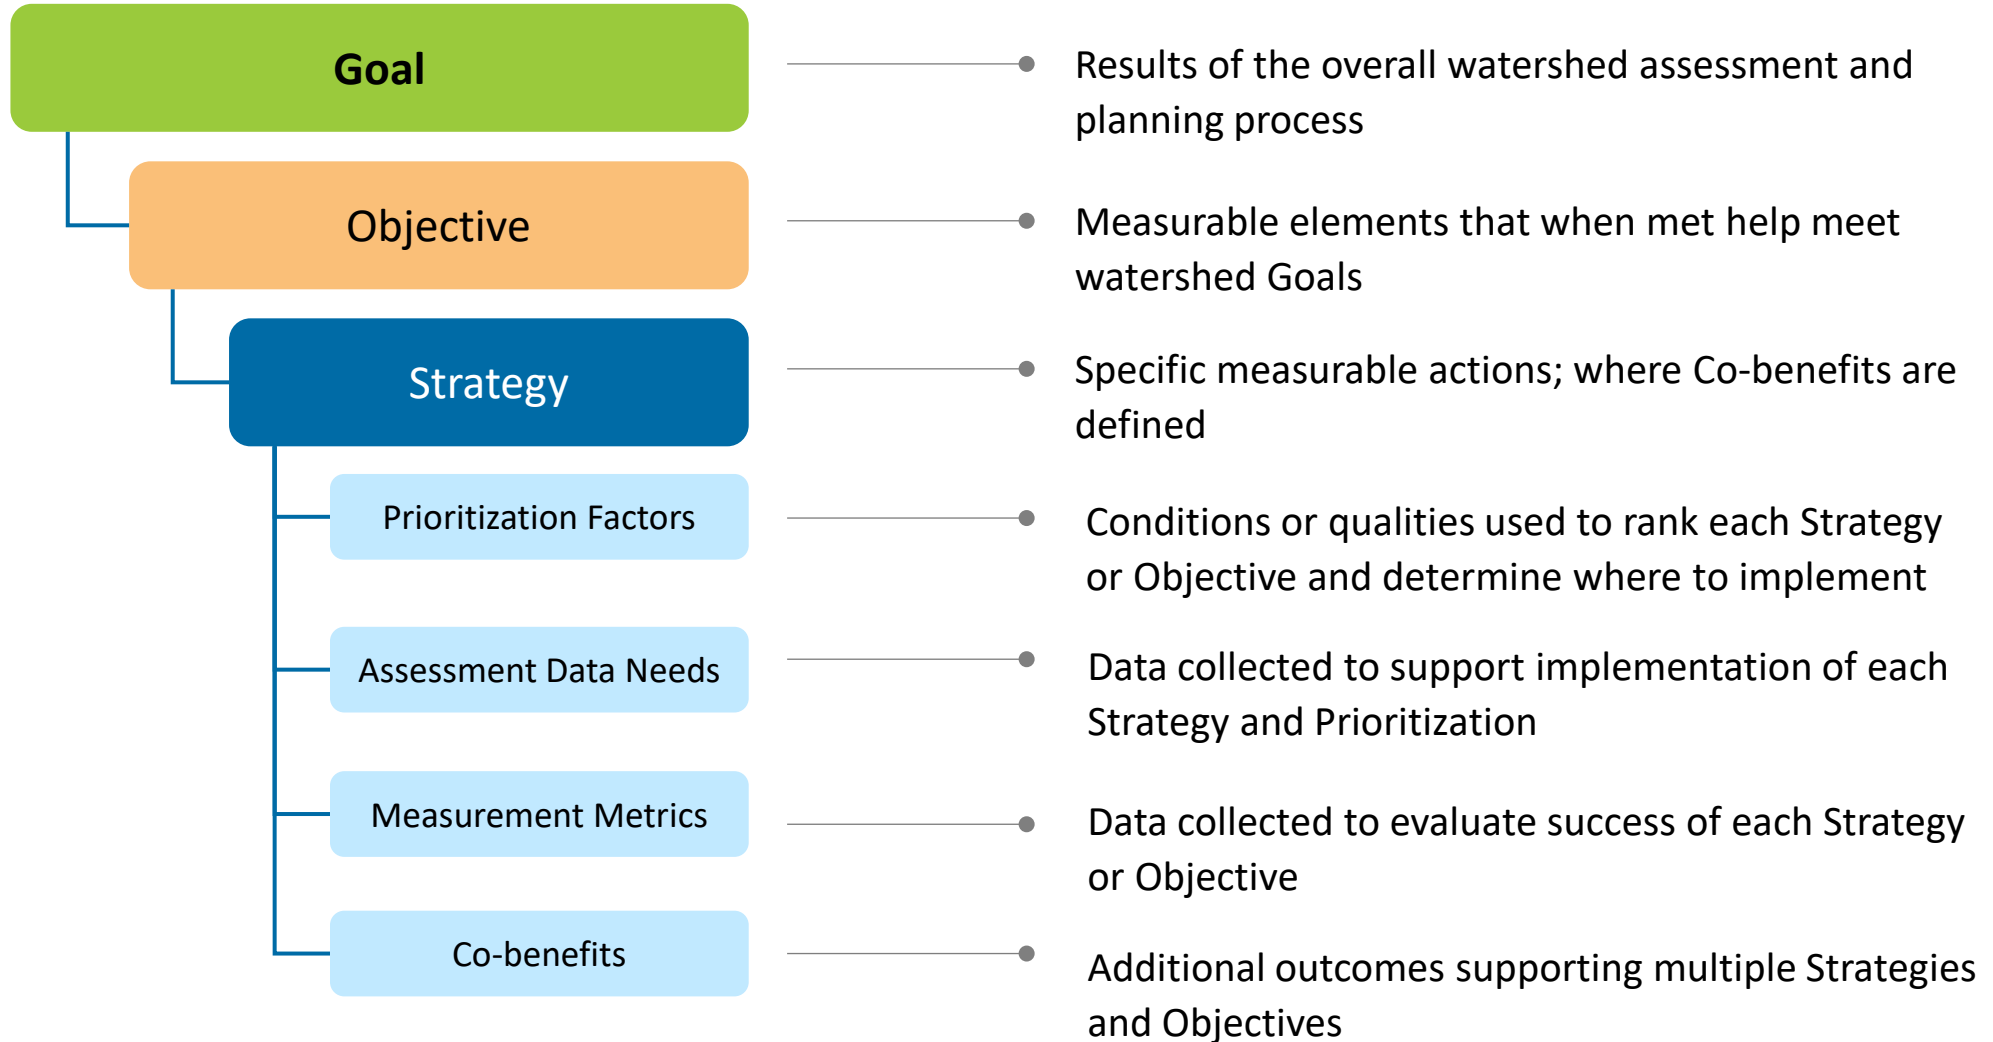 Goal
Results of the overall watershed assessment and
planning process
Objective
Measurable elements that when met help meet
watershed Goals
Strategy
Specific measurable actions; where Co-benefits are
defined
Prioritization Factors
Conditions or qualities used to rank each Strategy
or Objective and determine where to implement
Assessment Data Needs
Data collected to support implementation of each
Strategy and Prioritization
Measurement Metrics
Data collected to evaluate success of each Strategy
or Objective
Co-benefits
Additional outcomes supporting multiple Strategies
and Objectives